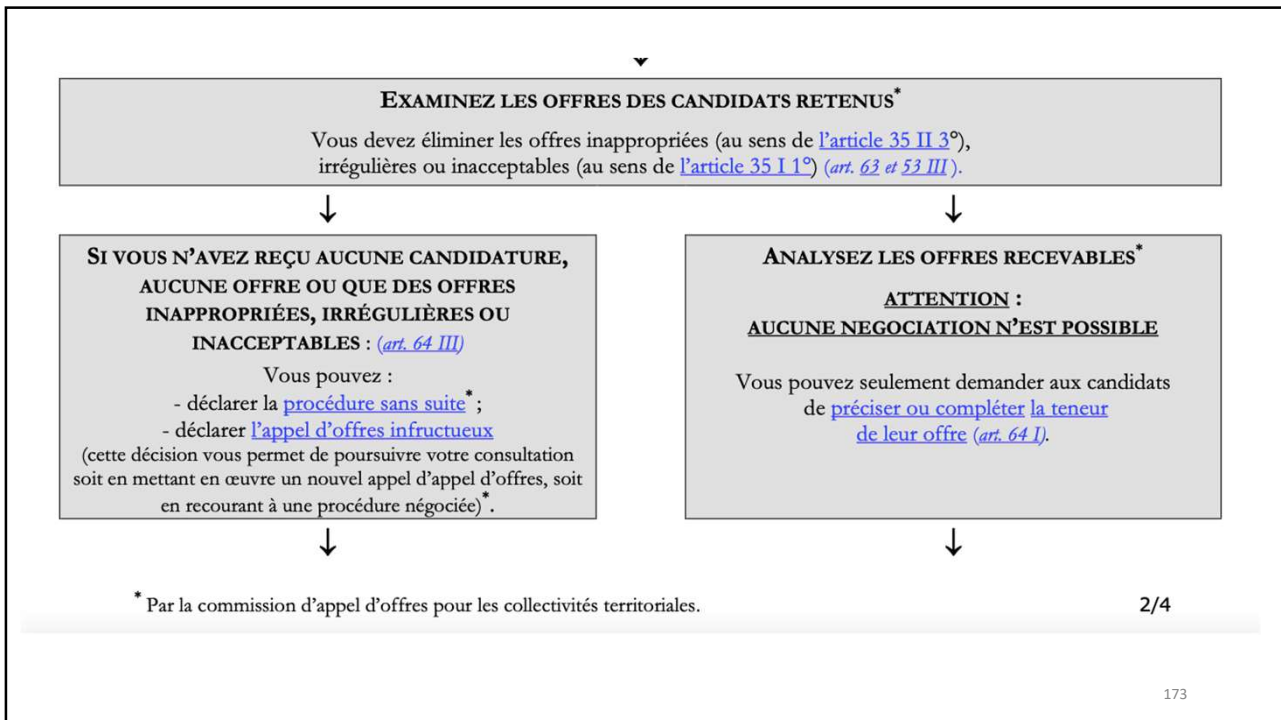 EXAMINEZ LES OFFRES DES CANDIDATS RETENUS*
Vous devez éliminer les offres inappropriées (au sens de l'article 35 II 3°),
irrégulières ou inacceptables (au sens de l'article 35 I 1°) (art. 63 et 53 III ).
SI VOUS N'AVEZ REÇU AUCUNE CANDIDATURE,
AUCUNE OFFRE OU QUE DES OFFRES
INAPPROPRIÉES, IRRÉGULIÈRES OU
INACCEPTABLES : (art. 64 III)
Vous pouvez :
- déclarer la procédure sans suite* ;
- déclarer l'appel d'offres infructueux
(cette décision vous permet de poursuivre votre consultation
soit en mettant en œuvre un nouvel appel d'appel d'offres, soit
en recourant à une procédure négociée)*.
ANALYSEZ LES OFFRES RECEVABLES*
ATTENTION :
AUCUNE NEGOCIATION N'EST POSSIBLE
Vous pouvez seulement demander aux candidats
de préciser ou compléter la teneur
de leur offre (art. 64 I).
* Par la commission d'appel d'offres pour les collectivités territoriales.
2/4
173